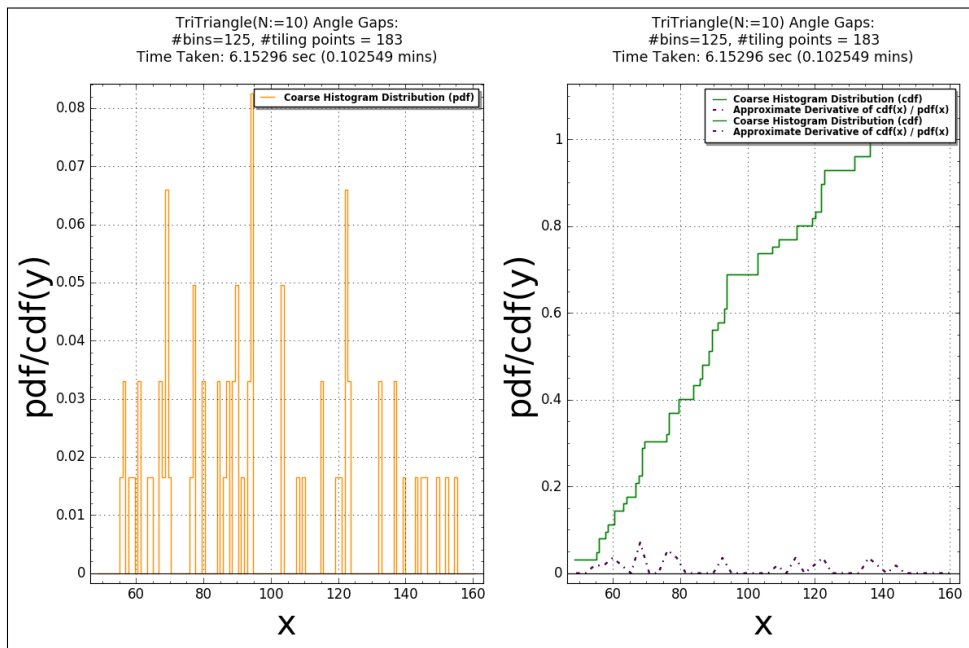 TriTriangle(N:=10) Angle Gaps:
#bins=125, #tiling points = 183
Time Taken: 6.15296 sec (0.102549 mins)
Coarse Histogram Distribution (pdf)
pdf/cdf(y)
0.08
0.07
0.06
0.05
0.04
0.03
0.02
0.01
0
60
80
100
120
140
160
x
TriTriangle(N:=10) Angle Gaps:
#bins=125, #tiling points = 183
Time Taken: 6.15296 sec (0.102549 mins)
Coarse Histogram Distribution (cdf)
Approximate Derivative of cdf(x) / pdf(x)
Coarse Histogram Distribution (cdf)
Approximate Derivative of cdf(x) / pdf(x)
pdf/cdf(y)
1
0.8
0.6
0.4
0.2
0
60
80
100
120
140
160
x